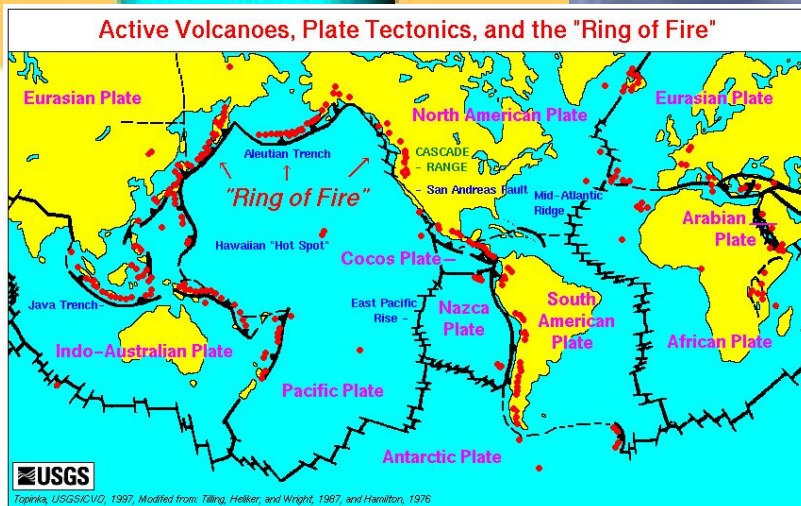 Active Volcanoes, Plate Tectonics, and the "Ring of Fire"
Eurasian Plate
North American Plate
Eurasian Plate
Aleutian Trench
CASCADE
RANGE
"Ring of Fire"
San Andreas Fault
Mid-Atlantic
Ridge
Arabian
Plate
Hawaiian "Hot Spot"
Cocos Plate
Java Trench
East Pacific
Rise
Nazca
Plate
South
American
Plate
Indo-Australian Plate
African Plate
Pacific Plate
Antarctic Plate
USGS
Topinka, USGS/CVO, 1997, Modified from: Tilling, Heliker, and Wright, 1987, and Hamilton, 1976